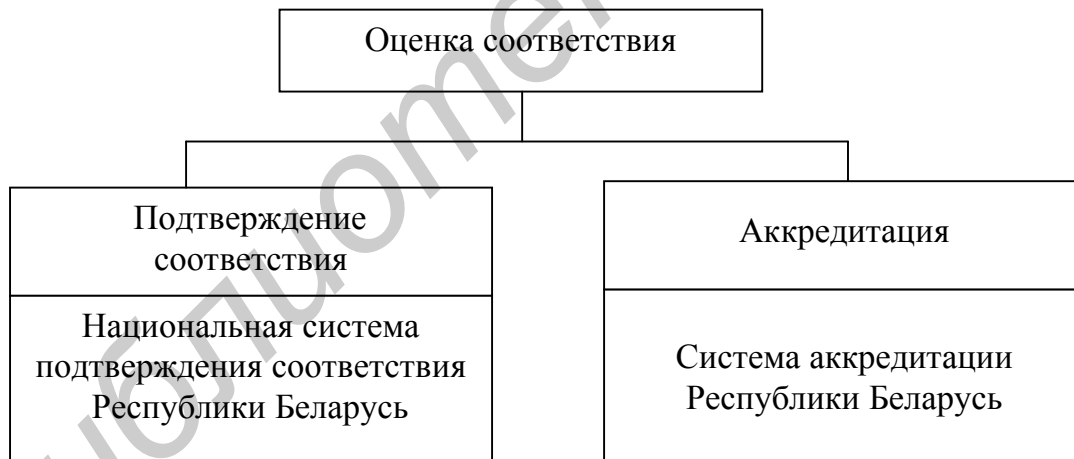 Оценка соответствия
Подтверждение
соответствия
Аккредитация
Национальная система
подтверждения соответствия
Республики Беларусь
Система аккредитации
Республики Беларусь